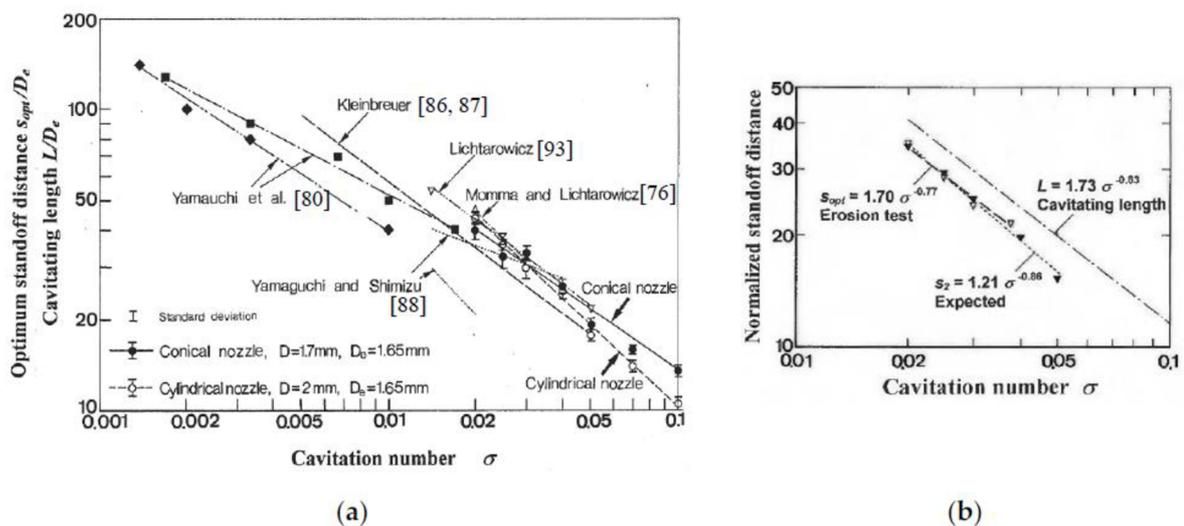 200
100
50
20
10
0.001
0.002
0.005
0.01
0.02
0.05
0.1
Optimum standoff distance s_opt/D_e
Cavitating length L/D_e
Kleinbreuer [86, 87]
Lichtarowicz [93]
Momma and Lichtarowicz [76]
Yamauchi et al. [80]
Yamaguchi and Shimizu
[88]
Conical nozzle
Cylindrical nozzle
Standard deviation
Conical nozzle, D=1.7mm, D_e=1.65mm
Cylindrical nozzle, D=2mm, D_e=1.65mm
Cavitation number σ
(a)
50
40
30
20
10
0.01
0.02
0.05
0.1
Normalized standoff distance
s_opt = 1.70 σ^-0.77
Erosion test
L = 1.73 σ^-0.83
Cavitating length
s_2 = 1.21 σ^-0.86
Expected
Cavitation number σ
(b)